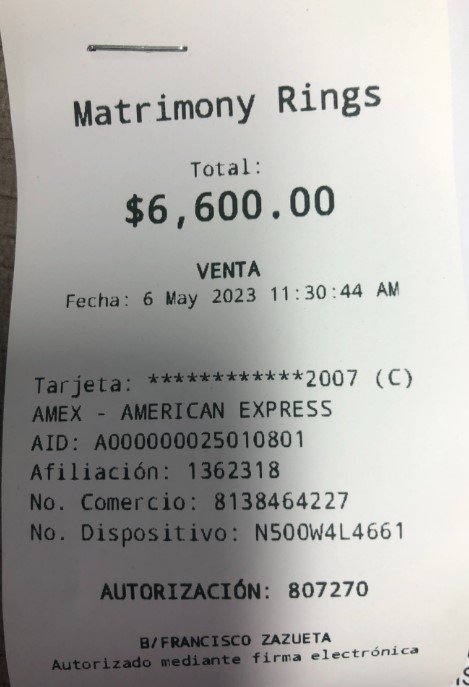 Matrimony Rings
Total:
$6,600.00
VENTA
Fecha: 6 May 2023 11:30:44 AM
Tarjeta: ************2007 (C)
AMEX - AMERICAN EXPRESS
AID: A000000025010801
Afiliación: 1362318
No. Comercio: 8138464227
No. Dispositivo: N500W4L4661
AUTORIZACIÓN: 807270
B/FRANCISCO ZAZUETA
Autorizado mediante firma electrónica